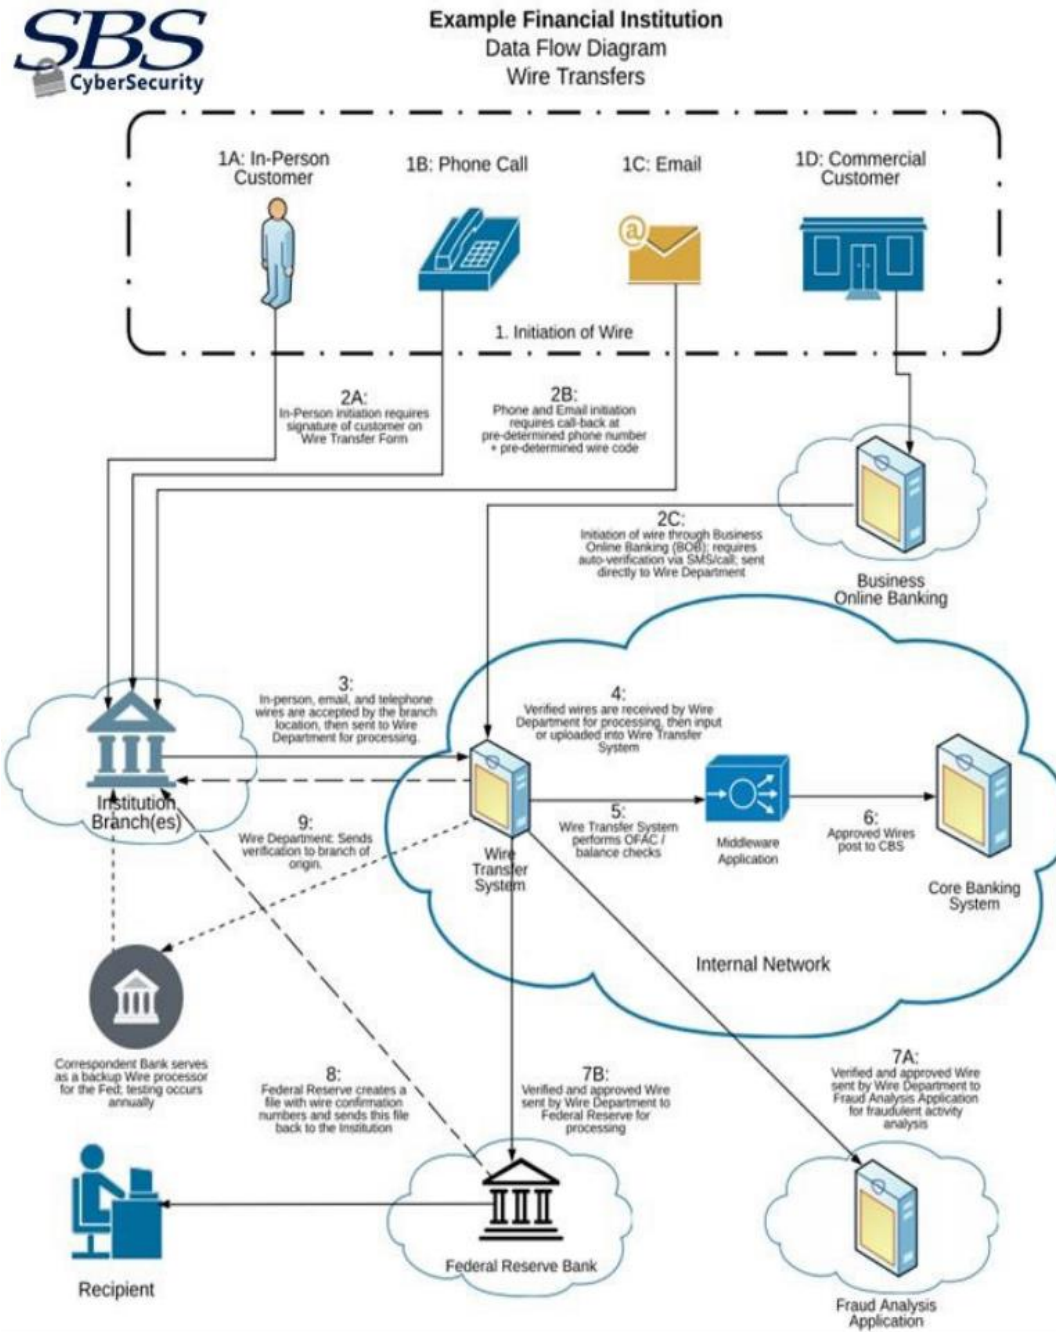 SBS
CyberSecurity
Example Financial Institution
Data Flow Diagram
Wire Transfers
1A: In-Person
Customer
1B: Phone Call
1C: Email
1D: Commercial
Customer
@
1. Initiation of Wire
2A:
In-Person initiation requires
signature of customer on
Wire Transfer Form
2B:
Phone and Email initiation
requires call-back at
pre-determined phone number
+ pre-determined wire code
2C:
Initiation of wire through Business
Online Banking (BOB); requires
auto-verification via SMS/call; sent
directly to Wire Department
Business
Online Banking
3:
In-person, email, and telephone
wires are accepted by the branch
location, then sent to Wire
Department for processing.
4:
Verified wires are received by Wire
Department for processing, then input
or uploaded into Wire Transfer
System
Institution
Branch(es)
9:
Wire Department: Sends
verification to branch of
origin.
Wire
Transfer
System
5:
Wire Transfer System
performs OFAC /
balance checks
Middleware
Application
6:
Approved Wires
post to CBS
Core Banking
System
Internal Network
Correspondent Bank serves
as a backup Wire processor
for the Fed; testing occurs
annually
8:
Federal Reserve creates a
file with wire confirmation
numbers and sends this file
back to the Institution
7B:
Verified and approved Wire
sent by Wire Department to
Federal Reserve for
processing
7A:
Verified and approved Wire
sent by Wire Department to
Fraud Analysis Application
for fraudulent activity
analysis
Recipient
Federal Reserve Bank
Fraud Analysis
Application